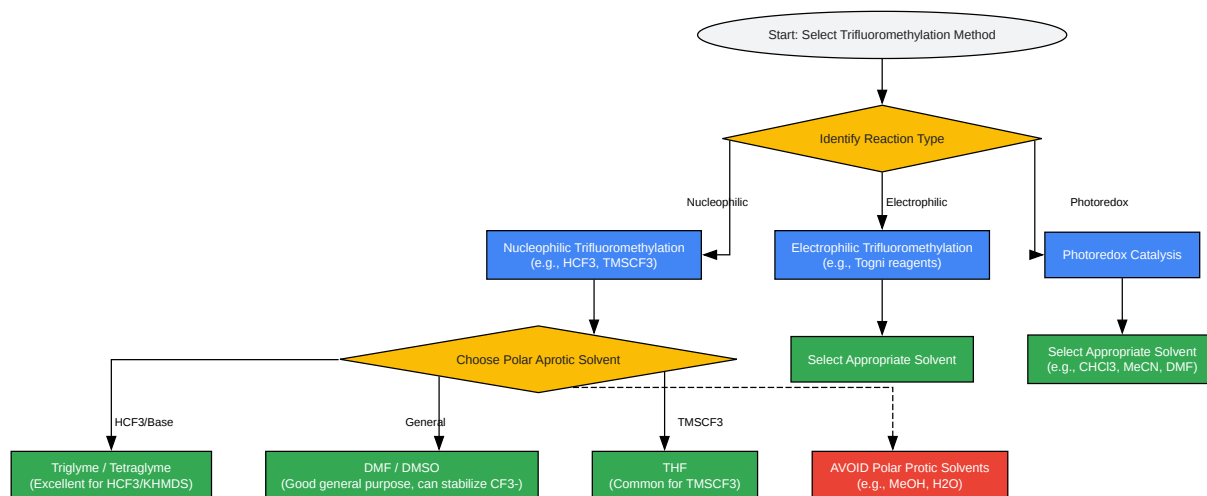 Start: Select Trifluoromethylation Method
Identify Reaction Type
Nucleophilic
Electrophilic
Photoredox
Nucleophilic Trifluoromethylation
(e.g., HCF3, TMSCF3)
Electrophilic Trifluoromethylation
(e.g., Togni reagents)
Photoredox Catalysis
Choose Polar Aprotic Solvent
Select Appropriate Solvent
Select Appropriate Solvent
(e.g., CHCl3, MeCN, DMF)
HCF3/Base
General
TMSCF3
Triglyme / Tetraglyme
(Excellent for HCF3/KHMDS)
DMF / DMSO
(Good general purpose, can stabilize CF3-)
THF
(Common for TMSCF3)
AVOID Polar Protic Solvents
(e.g., MeOH, H2O)